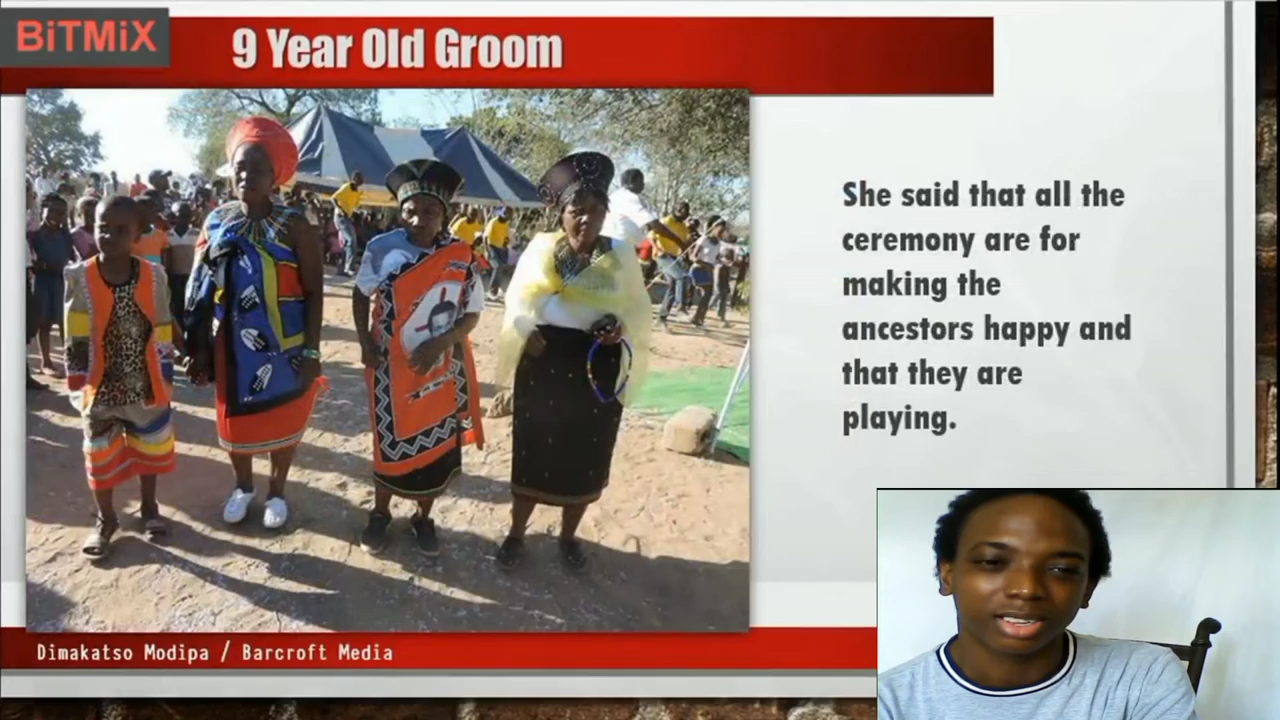 BiTMiX
9 Year Old Groom
She said that all the
ceremony are for
making the
ancestors happy and
that they are
playing.
Dimakatso Modipa / Barcroft Media